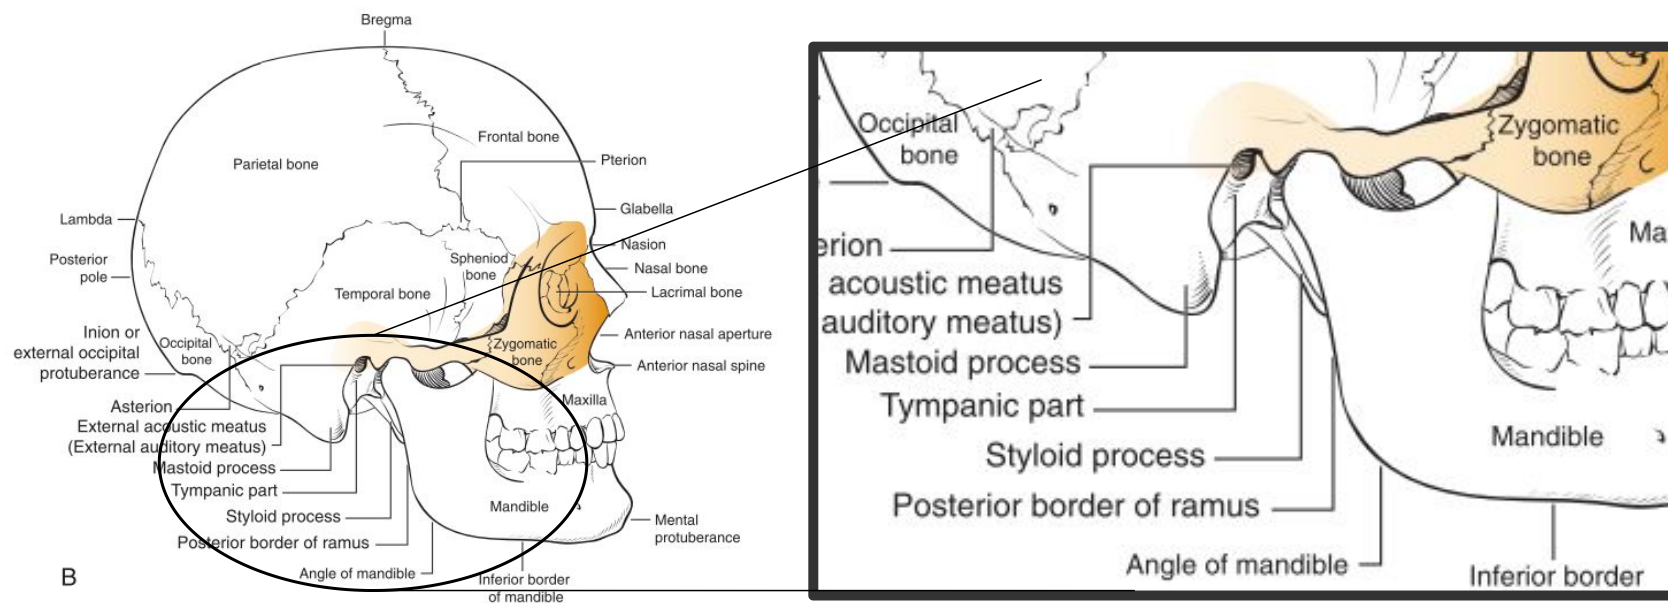 Bregma
Frontal bone
Parietal bone
Pterion
Lambda
Glabella
Posterior
pole
Nasion
Spheniod
bone
Nasal bone
Temporal bone
Lacrimal bone
Inion or
external occipital
protuberance
Occipital
bone
Zygomatic
bone
Anterior nasal aperture
Anterior nasal spine
Asterion
Maxilla
External acoustic meatus
(External auditory meatus)
Mastoid process
Tympanic part
Mandible
Styloid process
Mental
protuberance
Posterior border of ramus
Angle of mandible
Inferior border
of mandible
B
Occipital
bone
Zygomatic
bone
erion
Ma
acoustic meatus
auditory meatus)
Mastoid process
Tympanic part
Mandible
Styloid process
Posterior border of ramus
Angle of mandible
Inferior border